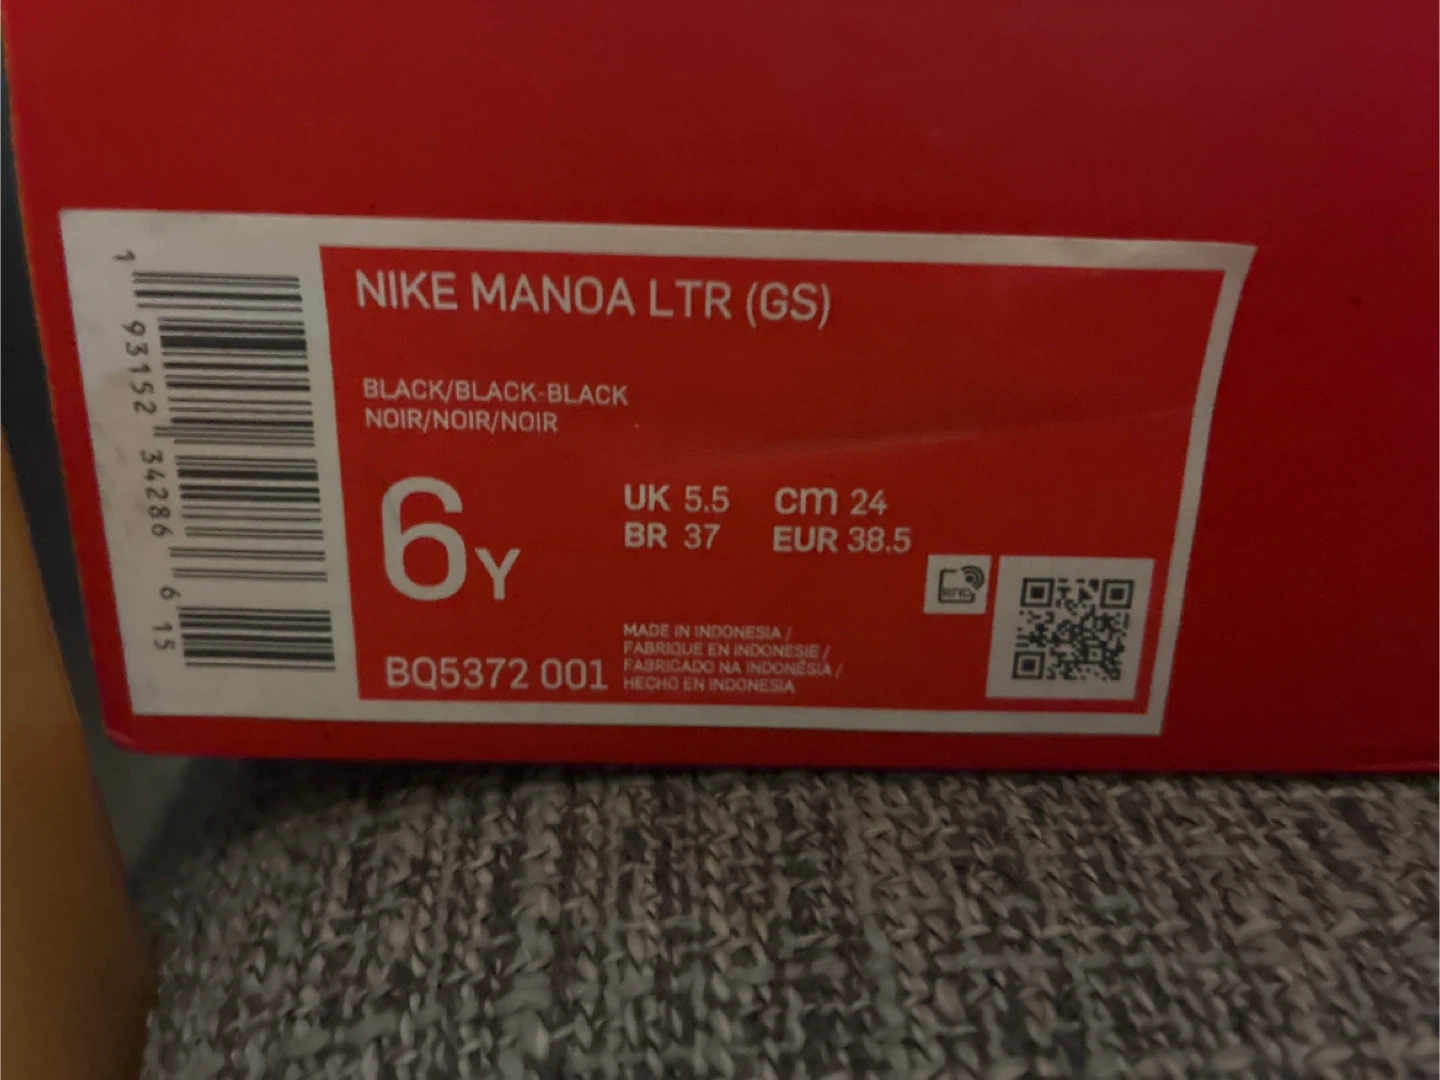 NIKE MANOA LTR (GS)
BLACK/BLACK-BLACK
NOIR/NOIR/NOIR
6Y
UK 5.5 cm 24
BR 37 EUR 38.5
BQ5372 001
MADE IN INDONESIA /
FABRIQUE EN INDONESIE /
FABRICADO NA INDONÉSIA /
HECHO EN INDONESIA
RFID
1 93152 34286 6 15